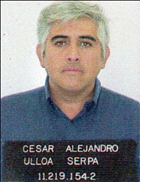 CESAR ALEJANDRO
ULLOA SERPA
11.219.154-2